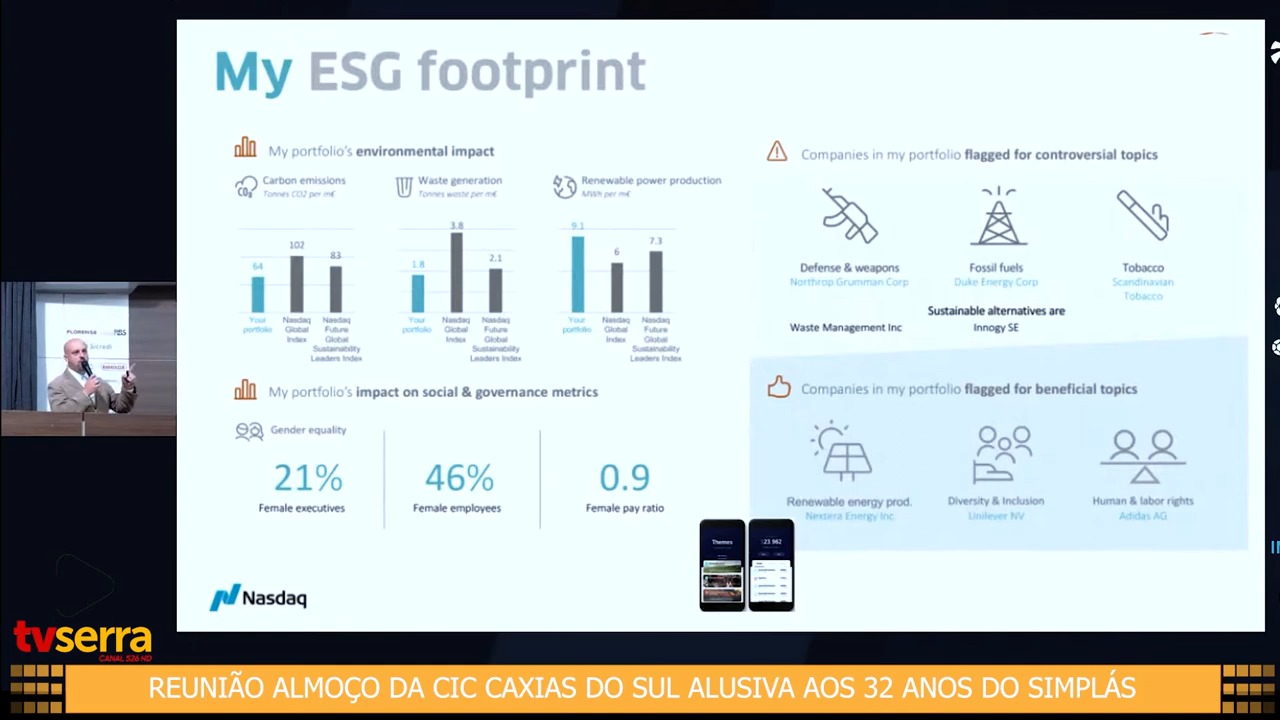 My ESG footprint
My portfolio's environmental impact
Carbon emissions
Tonnes CO2 per m€
Waste generation
Tonnes waste per m€
Renewable power production
MWh per m€
64
102
83
1.8
3.8
2.1
9.1
6
7.3
Your portfolio
Nasdaq Global Index
Nasdaq Future Global Sustainability Leaders Index
Your portfolio
Nasdaq Global Index
Nasdaq Future Global Sustainability Leaders Index
Your portfolio
Nasdaq Global Index
Nasdaq Future Global Sustainability Leaders Index
My portfolio's impact on social & governance metrics
Gender equality
21%
Female executives
46%
Female employees
0.9
Female pay ratio
Nasdaq
Companies in my portfolio flagged for controversial topics
Defense & weapons
Northrop Grumman Corp
Fossil fuels
Duke Energy Corp
Tobacco
Scandinavian
Tobacco
Sustainable alternatives are
Waste Management Inc
Innogy SE
Companies in my portfolio flagged for beneficial topics
Renewable energy prod.
Nextera Energy Inc
Diversity & Inclusion
Unilever NV
Human & labor rights
Adidas AG
Themes
23 962
FLORENSE
tvserra
CANAL 526 HD
REUNIÃO ALMOÇO DA CIC CAXIAS DO SUL ALUSIVA AOS 32 ANOS DO SIMPLÁS